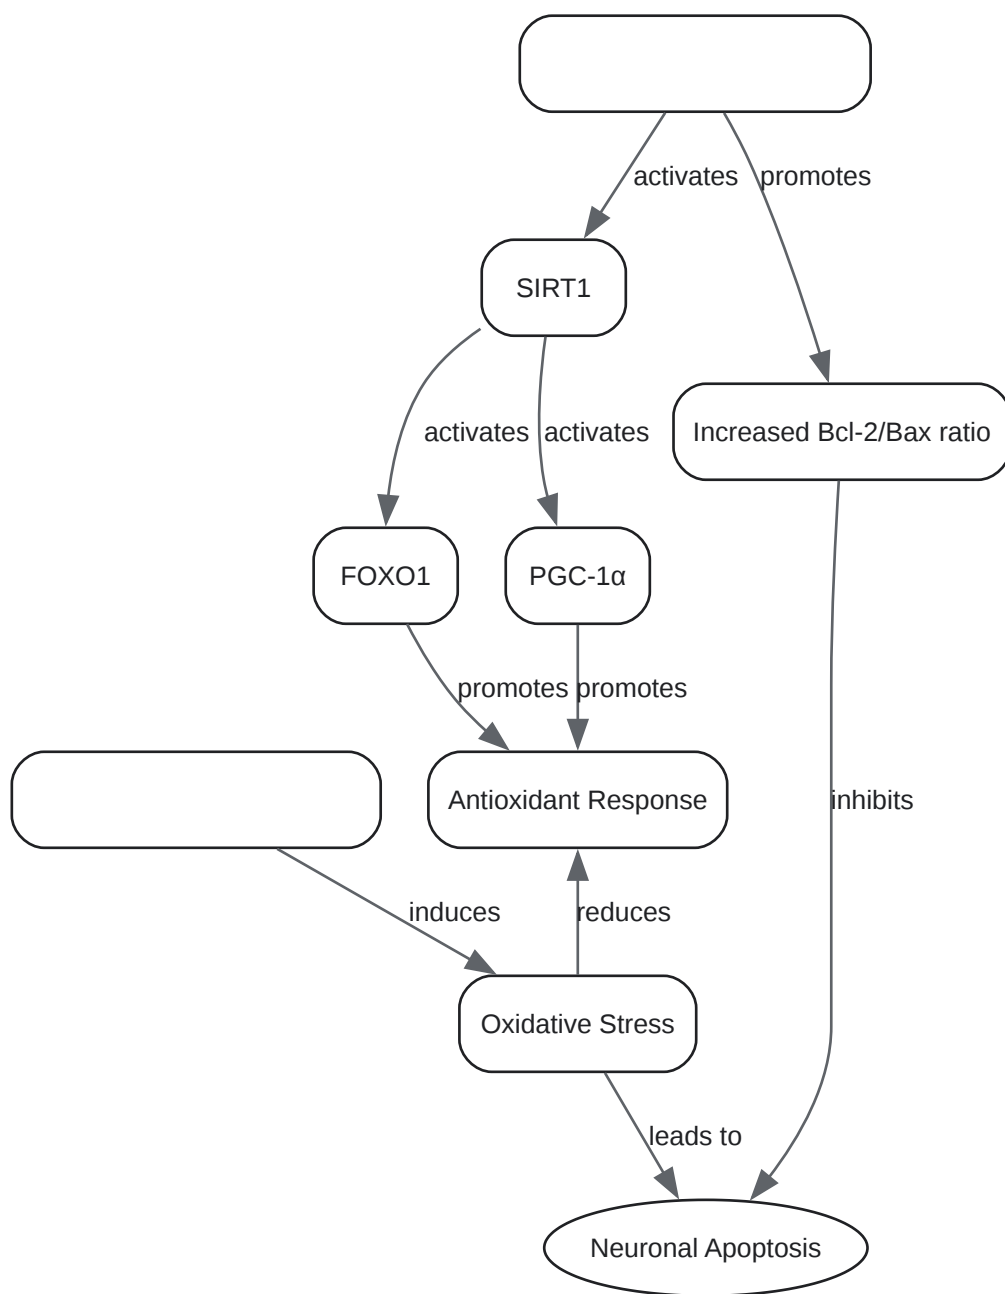 activates
promotes
SIRT1
activates
activates
Increased Bcl-2/Bax ratio
FOXO1
PGC-1α
promotes
promotes
Antioxidant Response
inhibits
induces
reduces
Oxidative Stress
leads to
Neuronal Apoptosis